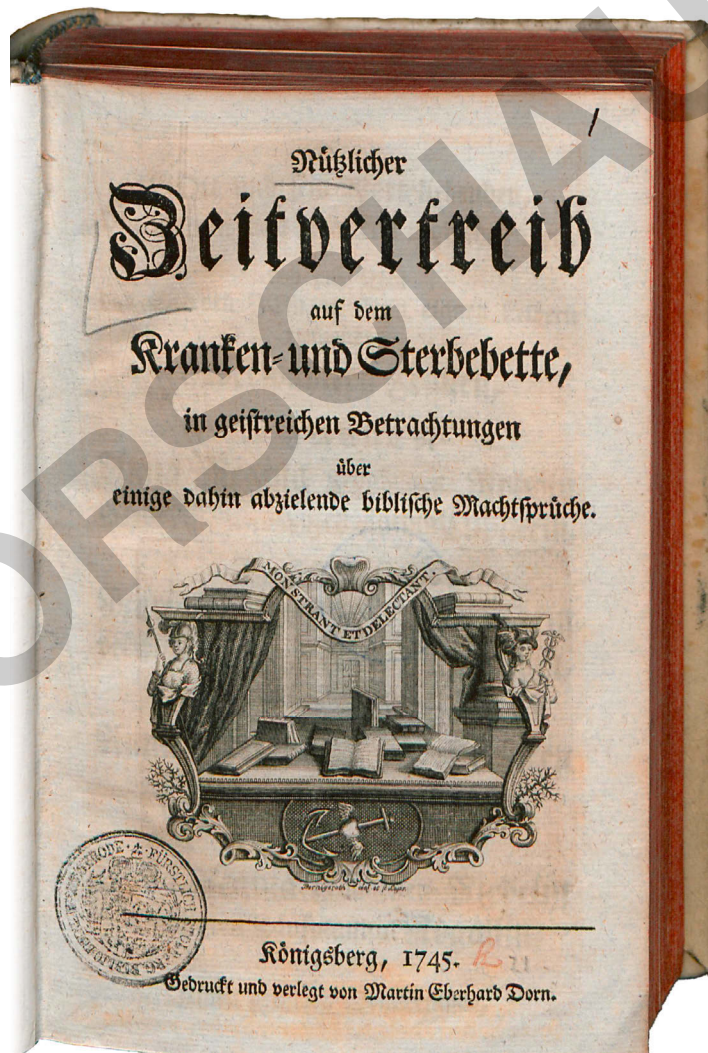 1
Nützlicher
Zeitvertreib
auf dem
Kranken- und Sterbebette,
in geistreichen Betrachtungen
über
einige dahin abzielende biblische Machtsprüche.
MONSTRANT ET DELECTANT.
Königsberg, 1745.
Gedruckt und verlegt von Martin Eberhard Dorn.